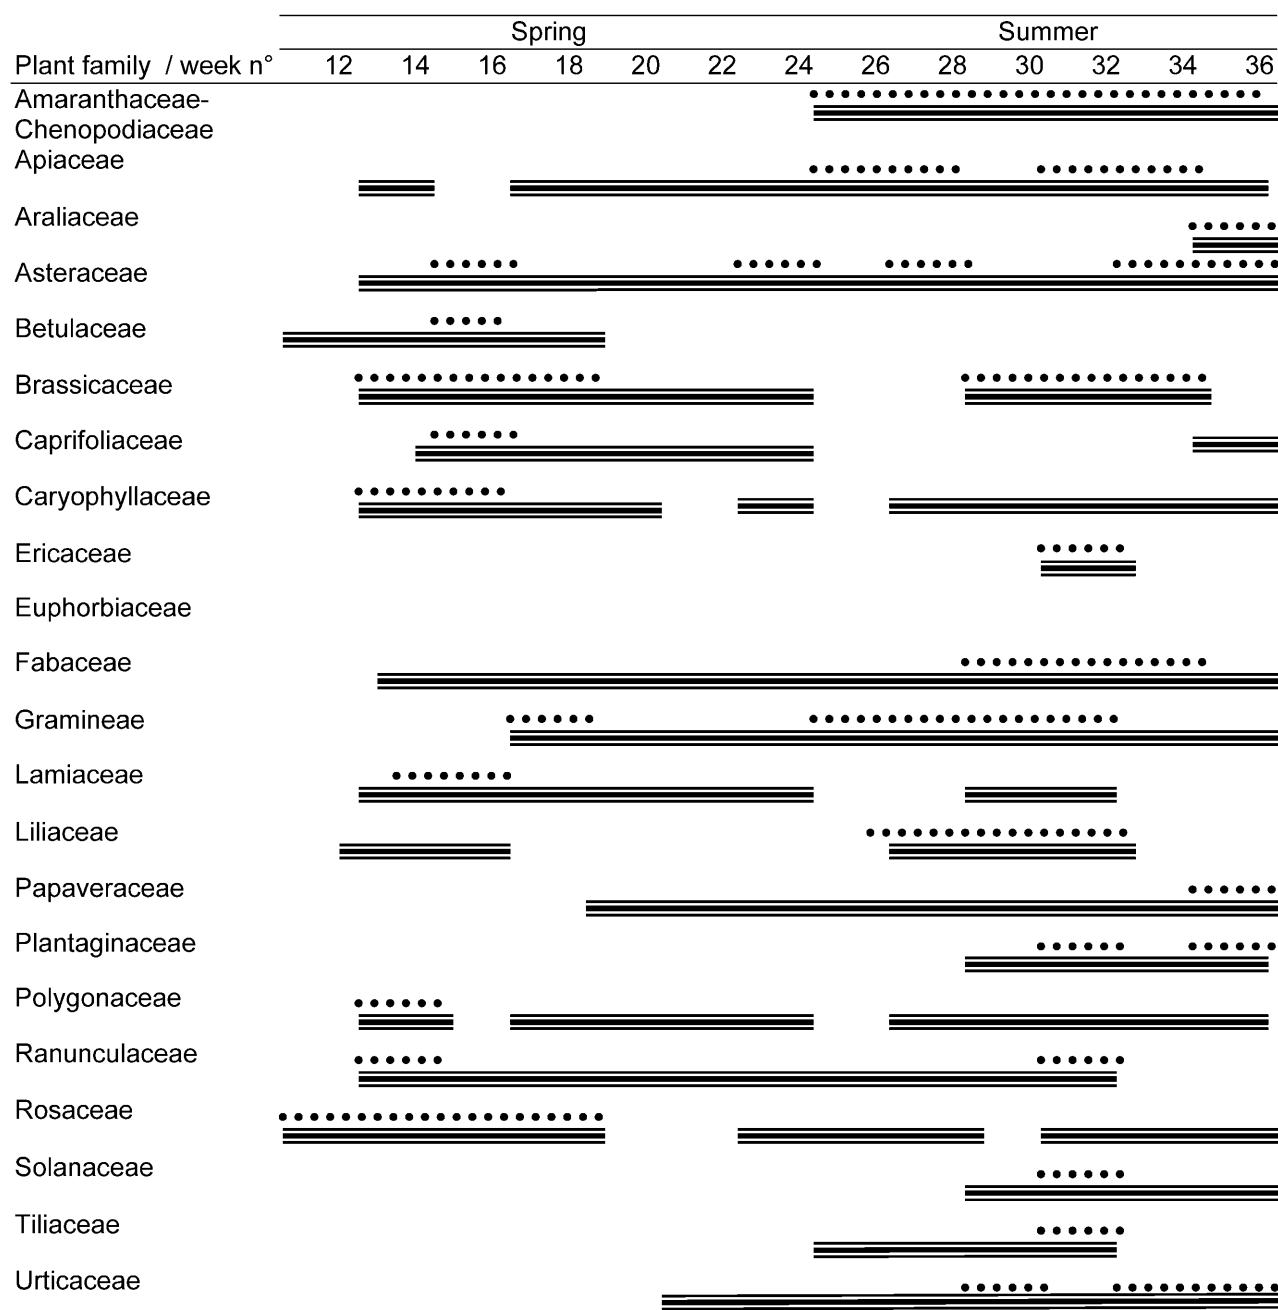 Spring Summer
Plant family / week n° 12 14 16 18 20 22 24 26 28 30 32 34 36
Amaranthaceae-
Chenopodiaceae
Apiaceae
Araliaceae
Asteraceae
Betulaceae
Brassicaceae
Caprifoliaceae
Caryophyllaceae
Ericaceae
Euphorbiaceae
Fabaceae
Gramineae
Lamiaceae
Liliaceae
Papaveraceae
Plantaginaceae
Polygonaceae
Ranunculaceae
Rosaceae
Solanaceae
Tiliaceae
Urticaceae